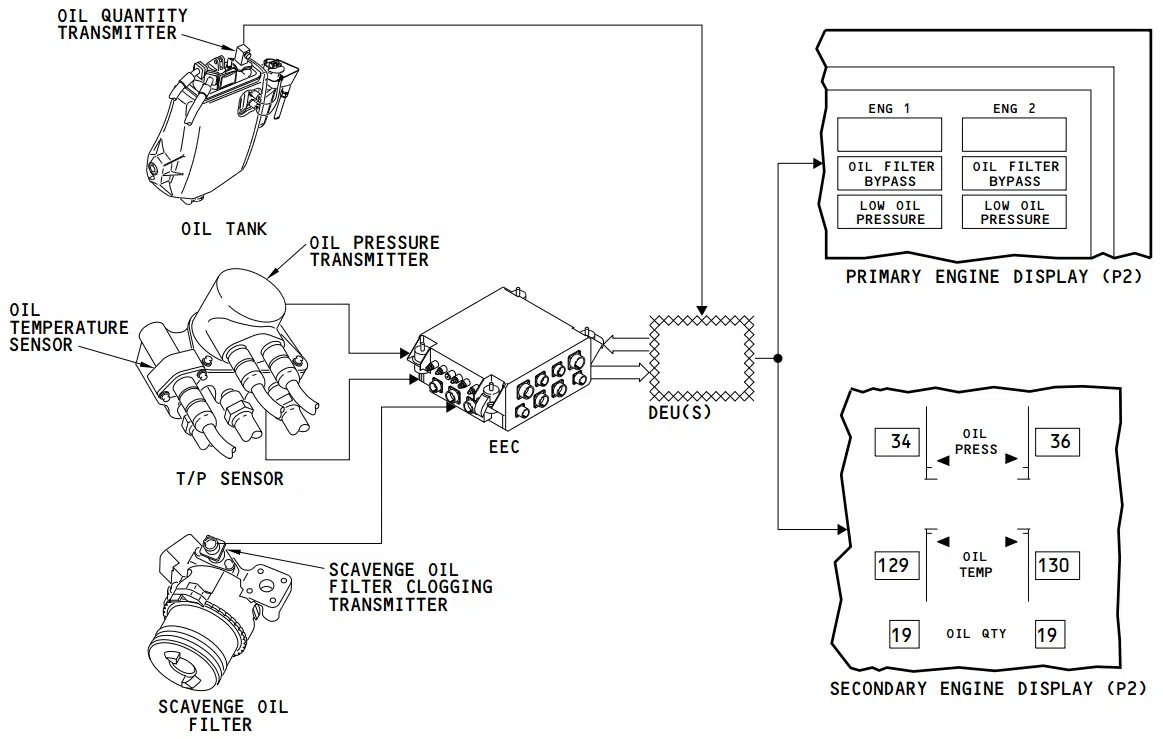 OIL QUANTITY
TRANSMITTER
OIL TANK
OIL PRESSURE
TRANSMITTER
OIL
TEMPERATURE
SENSOR
T/P SENSOR
EEC
DEU(S)
SCAVENGE OIL
FILTER CLOGGING
TRANSMITTER
SCAVENGE OIL
FILTER
ENG 1
ENG 2
OIL FILTER
BYPASS
OIL FILTER
BYPASS
LOW OIL
PRESSURE
LOW OIL
PRESSURE
PRIMARY ENGINE DISPLAY (P2)
34
OIL
PRESS
36
129
OIL
TEMP
130
19
OIL QTY
19
SECONDARY ENGINE DISPLAY (P2)